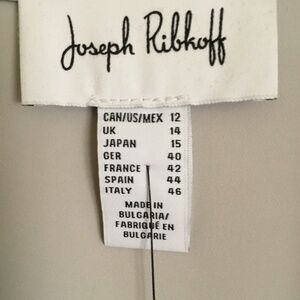 Joseph Ribkoff
CAN/US/MEX 12
UK 14
JAPAN 15
GER 40
FRANCE 42
SPAIN 44
ITALY 46
MADE IN
BULGARIA/
FABRIQUÉ EN
BULGARIE